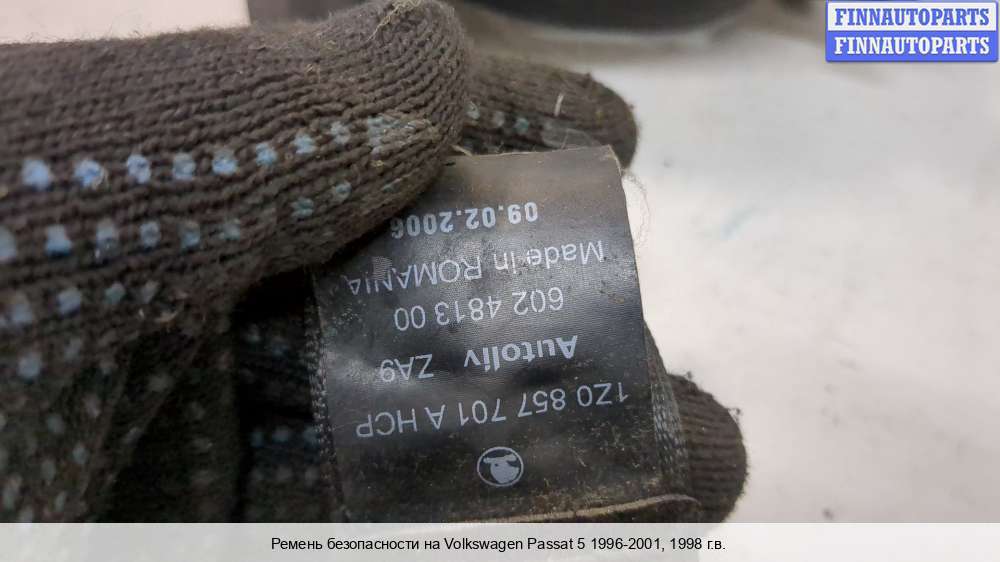 FINNAUTOPARTS
FINNAUTOPARTS
1Z0 857 701 A HCP
Autoliv ZA9
602 4813 00
Made in ROMANIA
09.02.2006
Ремень безопасности на Volkswagen Passat 5 1996-2001, 1998 г.в.